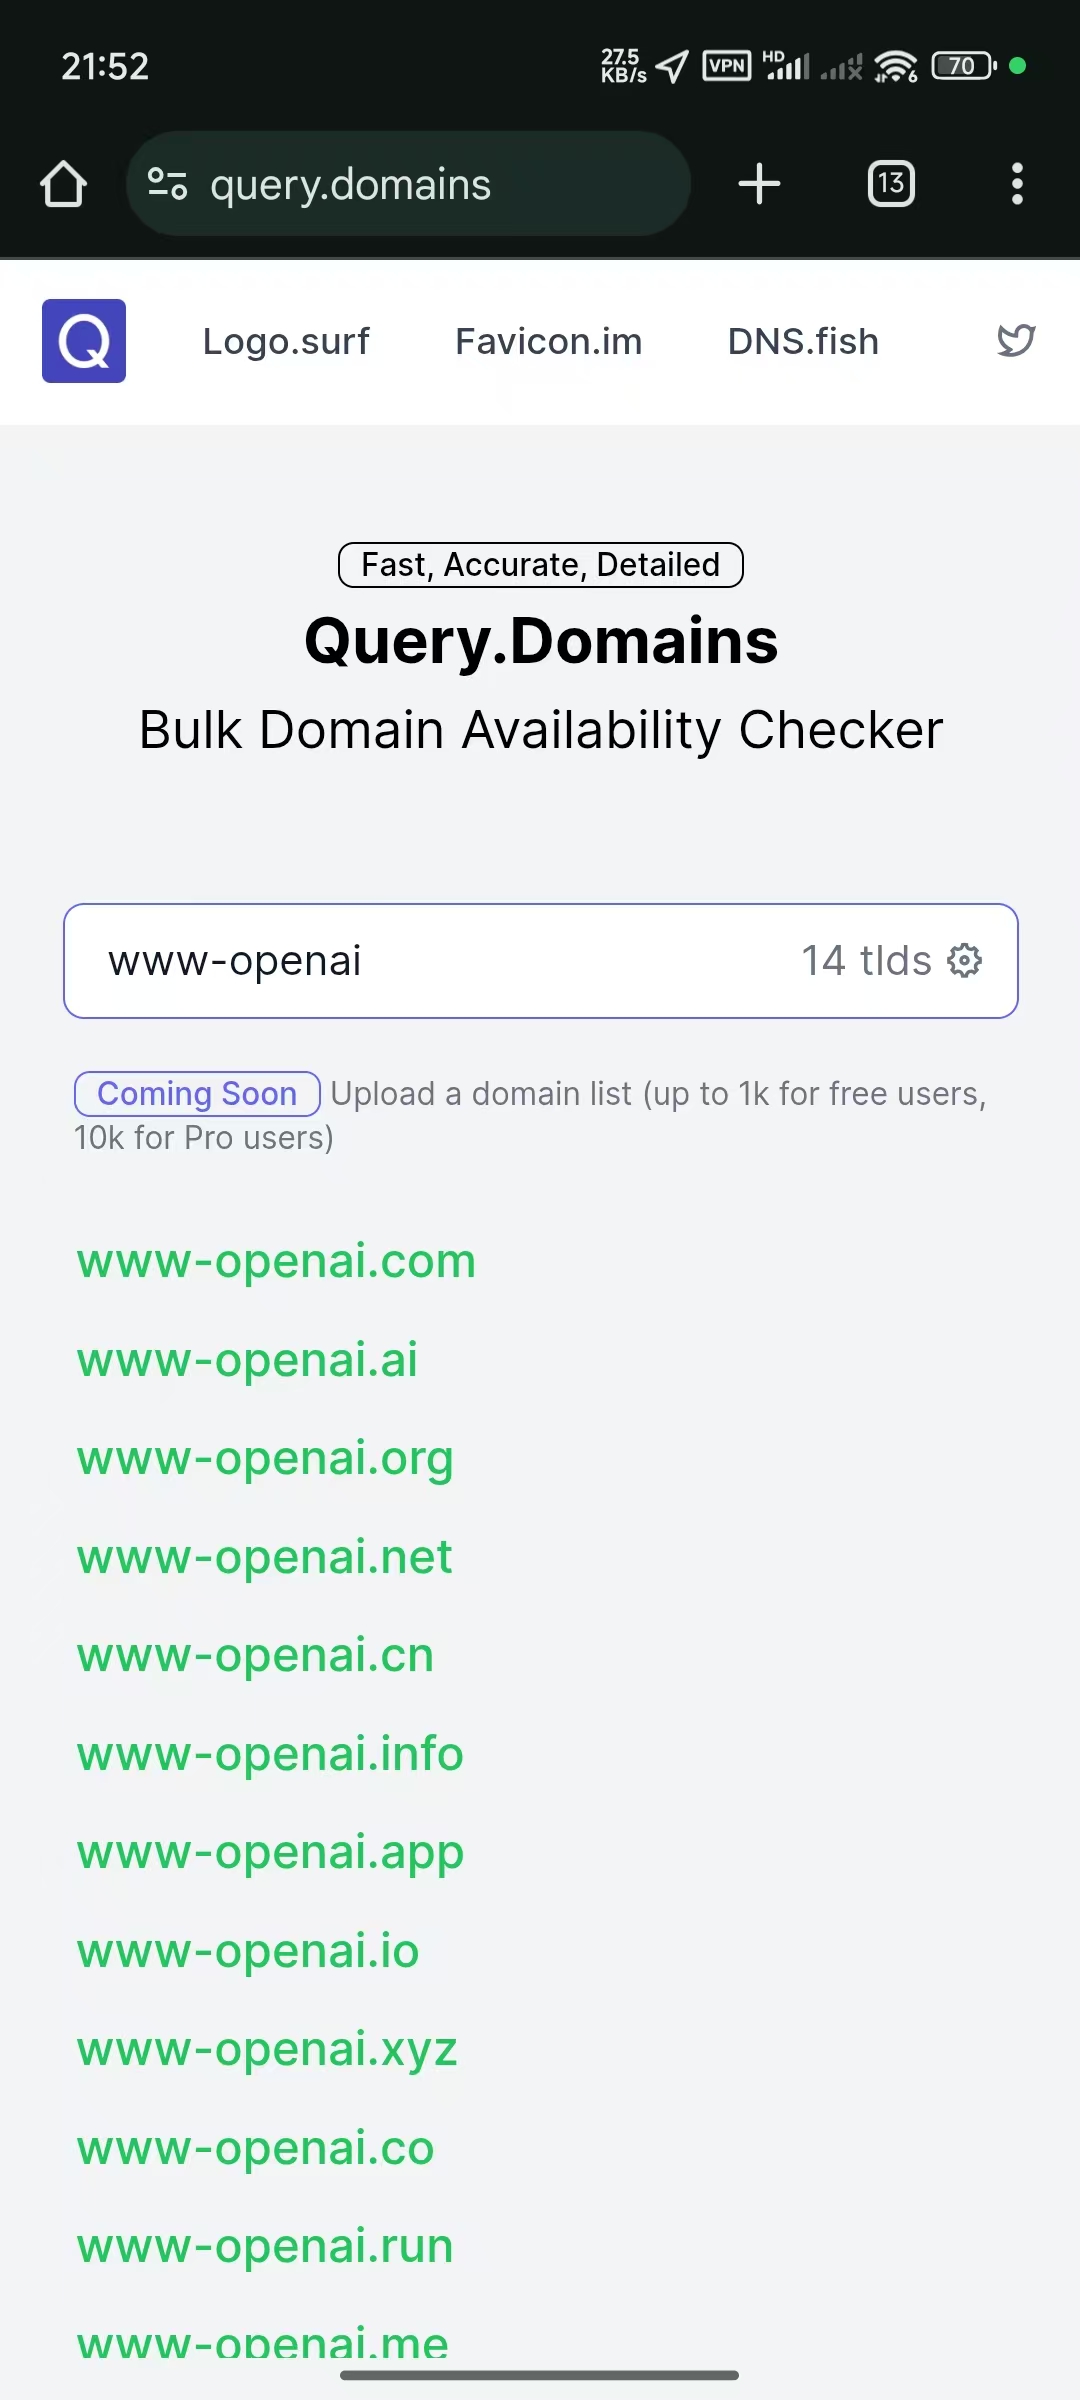 21:52
27.5 KB/s VPN HD 6 70
query.domains 13
Q Logo.surf Favicon.im DNS.fish
Fast, Accurate, Detailed
Query.Domains
Bulk Domain Availability Checker
www-openai 14 tlds
Coming Soon Upload a domain list (up to 1k for free users,
10k for Pro users)
www-openai.com
www-openai.ai
www-openai.org
www-openai.net
www-openai.cn
www-openai.info
www-openai.app
www-openai.io
www-openai.xyz
www-openai.co
www-openai.run
www-openai.me